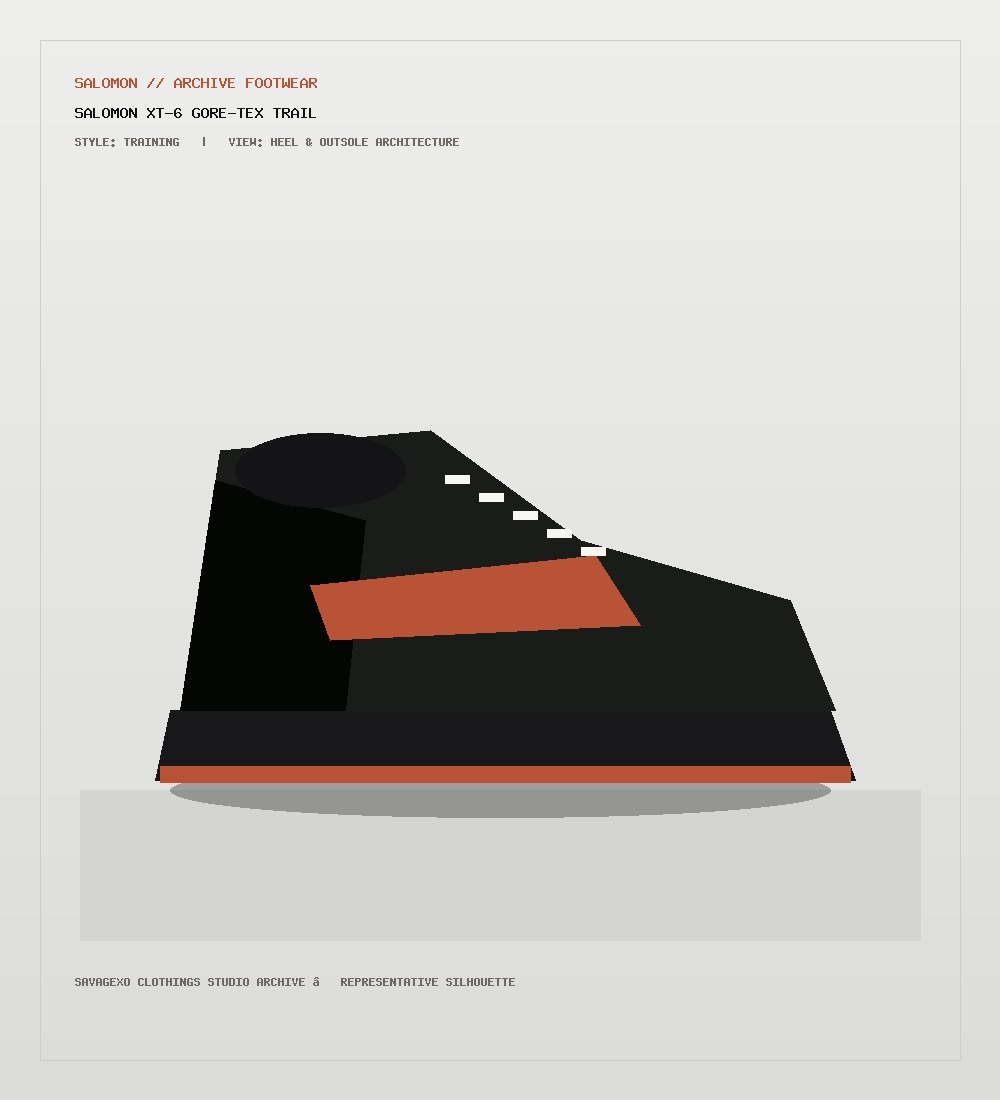 SALOMON // ARCHIVE FOOTWEAR
SALOMON XT-6 GORE-TEX TRAIL
STYLE: TRAINING | VIEW: HEEL & OUTSOLE ARCHITECTURE
SAVAGEXO CLOTHINGS STUDIO ARCHIVE â REPRESENTATIVE SILHOUETTE